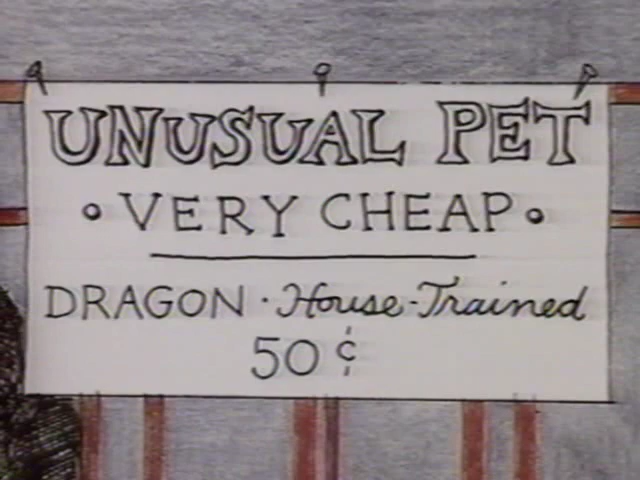 UNUSUAL PET
• VERY CHEAP •
DRAGON · House-Trained
50¢